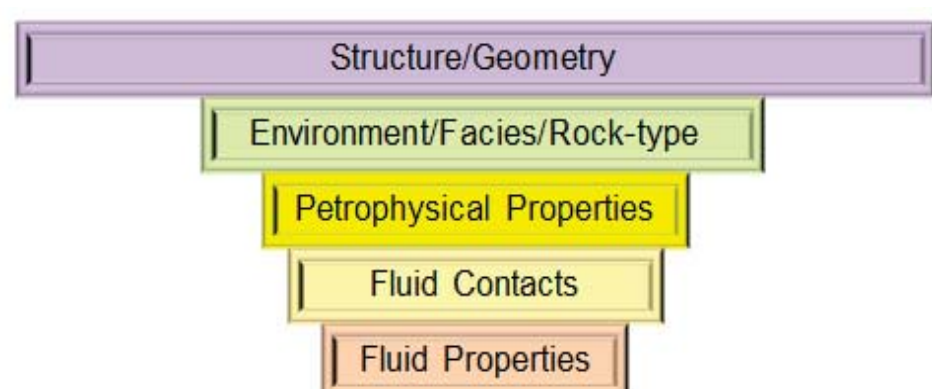 Structure/Geometry
Environment/Facies/Rock-type
Petrophysical Properties
Fluid Contacts
Fluid Properties